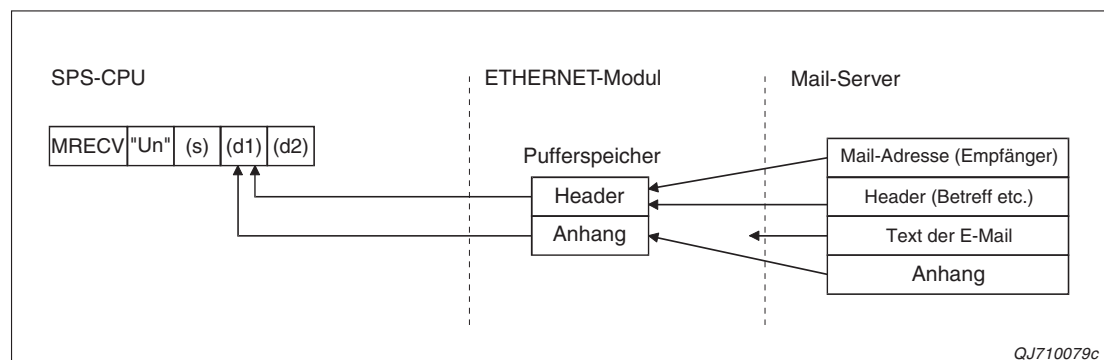 SPS-CPU
ETHERNET-Modul
Mail-Server
MRECV "Un" (s) (d1) (d2)
Pufferspeicher
Header
Anhang
Mail-Adresse (Empfänger)
Header (Betreff etc.)
Text der E-Mail
Anhang
QJ710079c